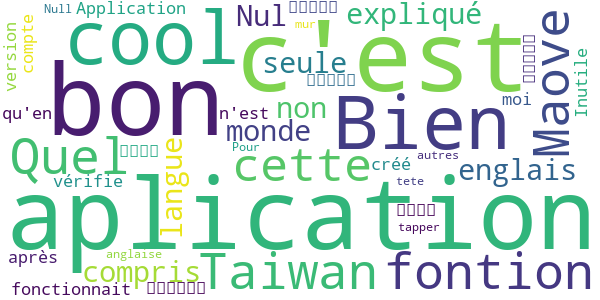 Null Application
Nul
expliqué
mur
version
compte
cool
c'est
seule
Maove
Inutile
bon
Bien
moi
qu'en
n'est
non
monde
Quel
langue
Pour
cette
autres
créé
englais
vérifie
tete
aplication
tapper
après
anglaise
compris
Taiwan
fontion
fonctionnait